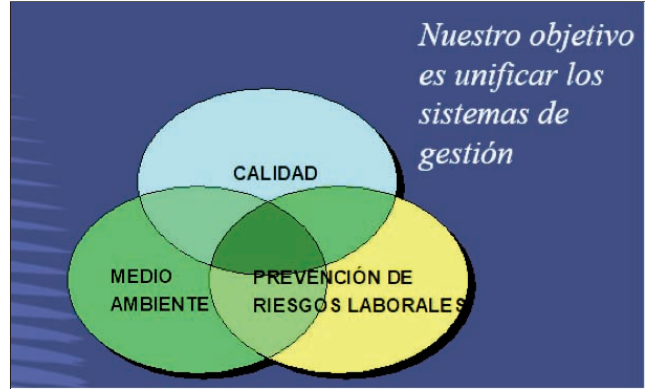 Nuestro objetivo
es unificar los
sistemas de
gestión
CALIDAD
MEDIO
AMBIENTE
PREVENCIÓN DE
RIESGOS LABORALES